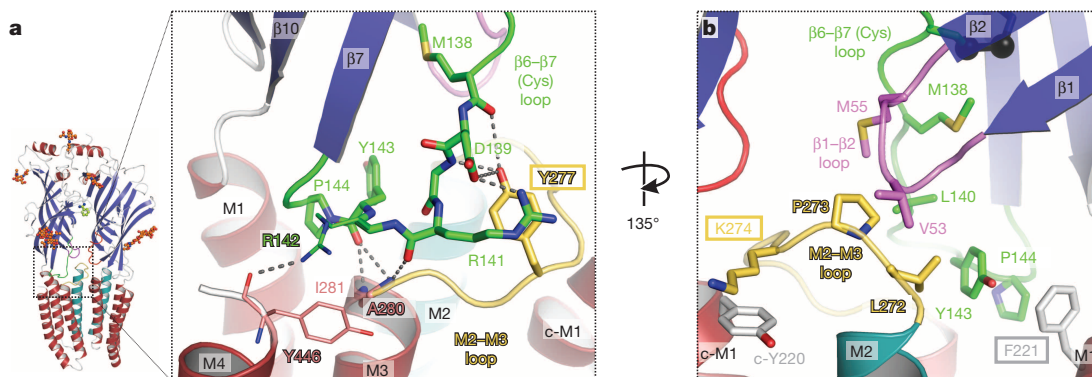 a
β10
β7
M138
β6–β7
(Cys)
loop
D139
Y143
Y277
P144
M1
R142
R141
I281
A280
M2
M2–M3
loop
c-M1
Y446
M4
M3
135°
b
β2
β6–β7 (Cys)
loop
M55
M138
β1
β1–β2
loop
L140
P273
V53
K274
M2–M3
loop
P144
L272
Y143
c-M1
c-Y220
M2
F221
M1